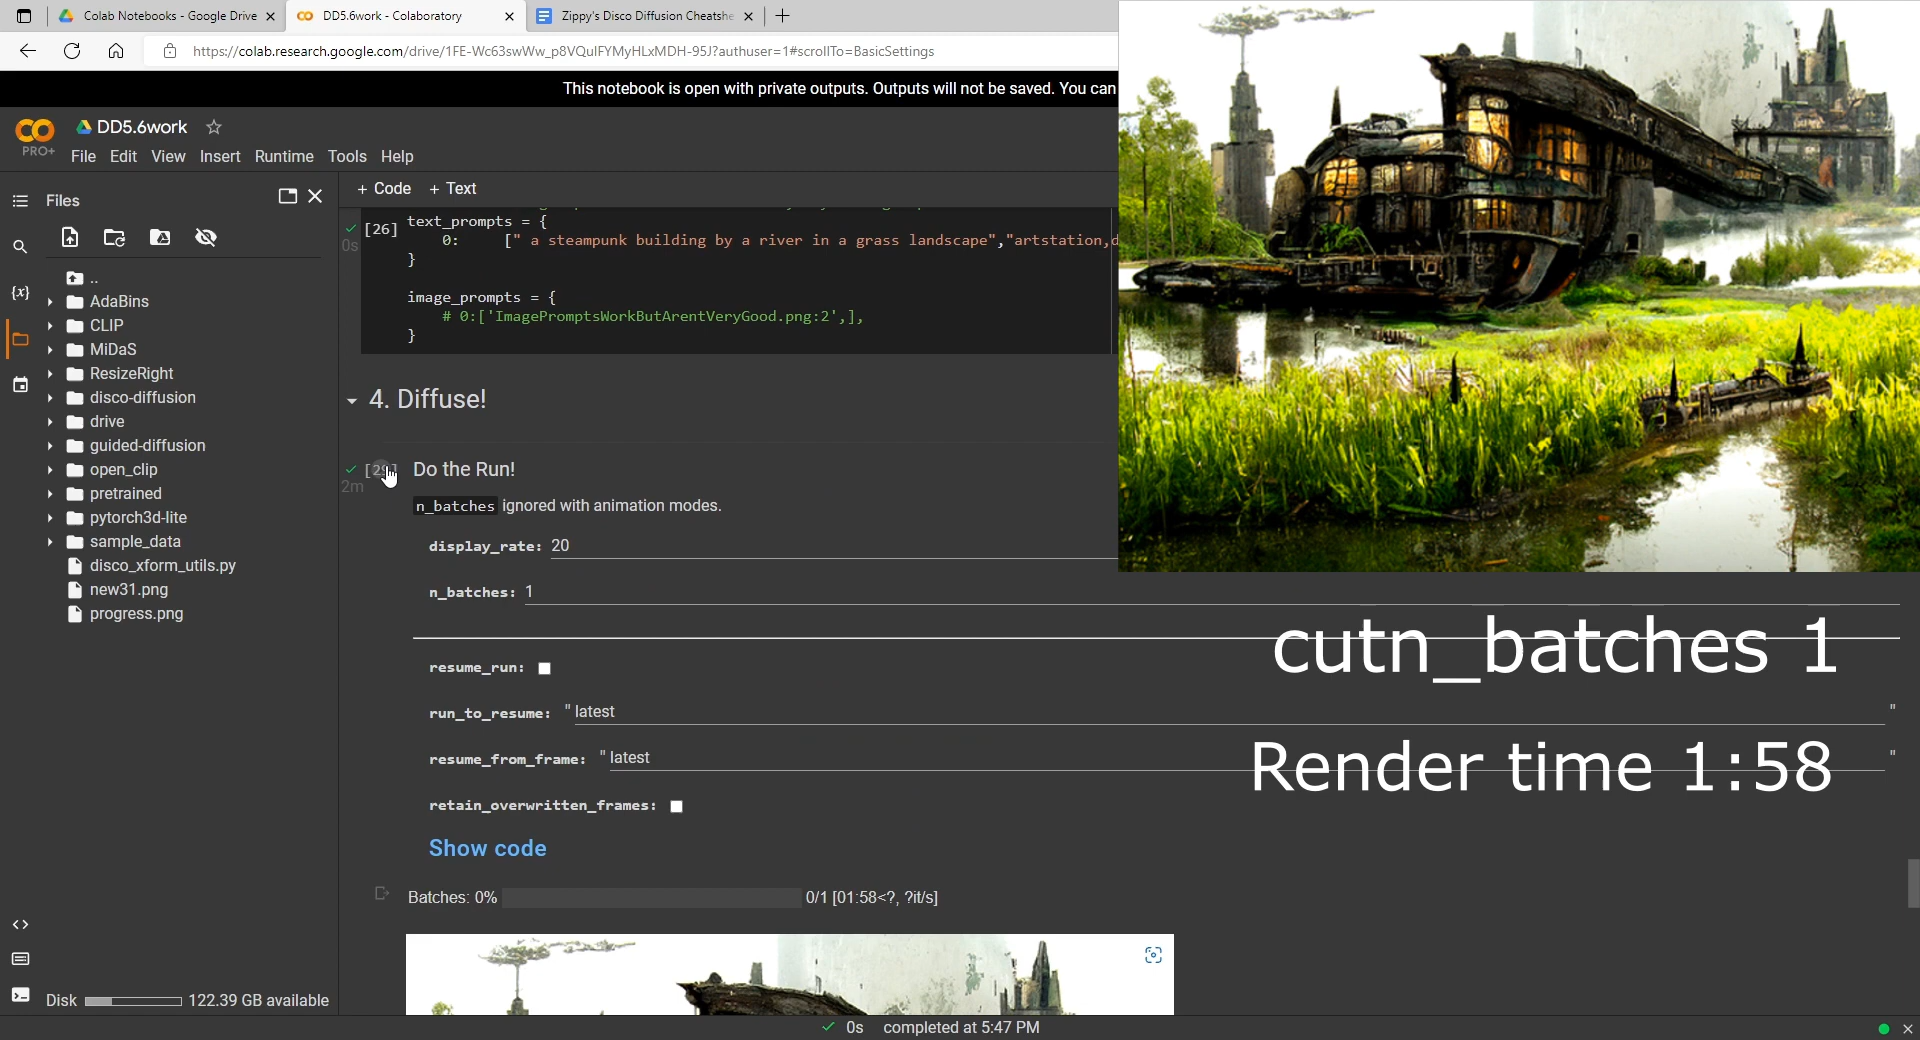 Colab Notebooks - Google Drive
DD5.6work - Colaboratory
Zippy's Disco Diffusion Cheatshe
https://colab.research.google.com/drive/1FE-Wc63swWw_p8VQulFYMyHLxMDH-95J?authuser=1#scrollTo=BasicSettings
This notebook is open with private outputs. Outputs will not be saved. You can
PRO+
DD5.6work
File Edit View Insert Runtime Tools Help
Files
+ Code + Text
{x}
..
AdaBins
CLIP
MiDaS
ResizeRight
disco-diffusion
drive
guided-diffusion
open_clip
pretrained
pytorch3d-lite
sample_data
disco_xform_utils.py
new31.png
progress.png
Disk 122.39 GB available
[26] text_prompts = {
0s 0: [" a steampunk building by a river in a grass landscape","artstation,d
}
image_prompts = {
# 0:['ImagePromptsWorkButArentVeryGood.png:2',],
}
4. Diffuse!
[29] Do the Run!
2m
n_batches ignored with animation modes.
display_rate: 20
n_batches: 1
cutn_batches 1
resume_run:
run_to_resume: "latest "
Render time 1:58
resume_from_frame: "latest "
retain_overwritten_frames:
Show code
Batches: 0% 0/1 [01:58<?, ?it/s]
0s completed at 5:47 PM